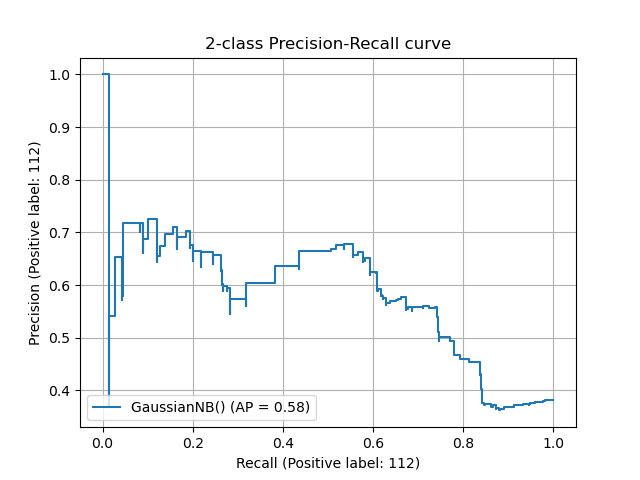 2-class Precision-Recall curve
Precision (Positive label: 112)
1.0
0.9
0.8
0.7
0.6
0.5
0.4
GaussianNB() (AP = 0.58)
0.0 0.2 0.4 0.6 0.8 1.0
Recall (Positive label: 112)